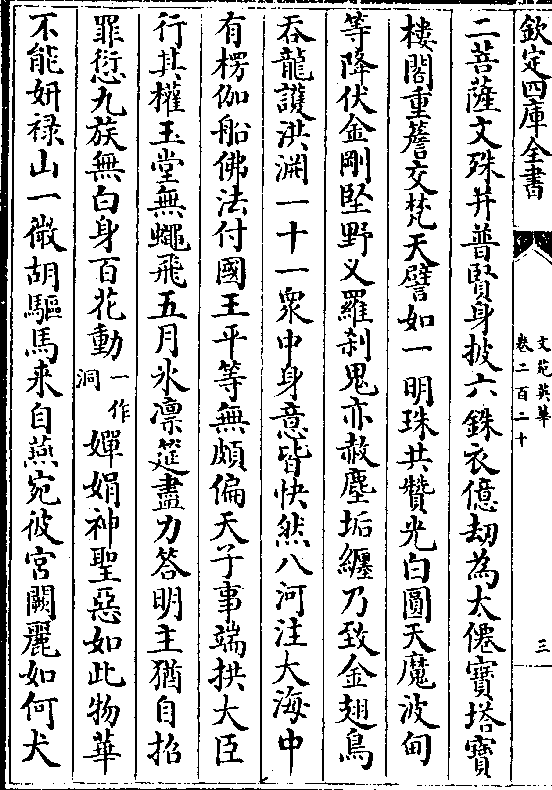 欽定四庫全書
文苑英華
卷二百二十
三
二菩薩文殊并普賢身披六銖衣億劫為大僊寳塔寳
樓閣重簷交梵天譬如一明珠共贊光白圓天魔波旬
等降伏金剛堅野义羅刹鬼亦赦塵垢纏乃致金翅鳥
吞龍護洪淵一十一衆中身意皆快然八河注大海中
有楞伽船佛法付國王平等無頗偏天子事端拱大臣
行其權玉堂無蠅飛五月氷凛筵盡力答明主猶自招
罪愆九族無白身百花動一作洞嬋娟神聖惡如此物華
不能妍禄山一微胡驅馬来自燕宛彼宫闕麗如何犬